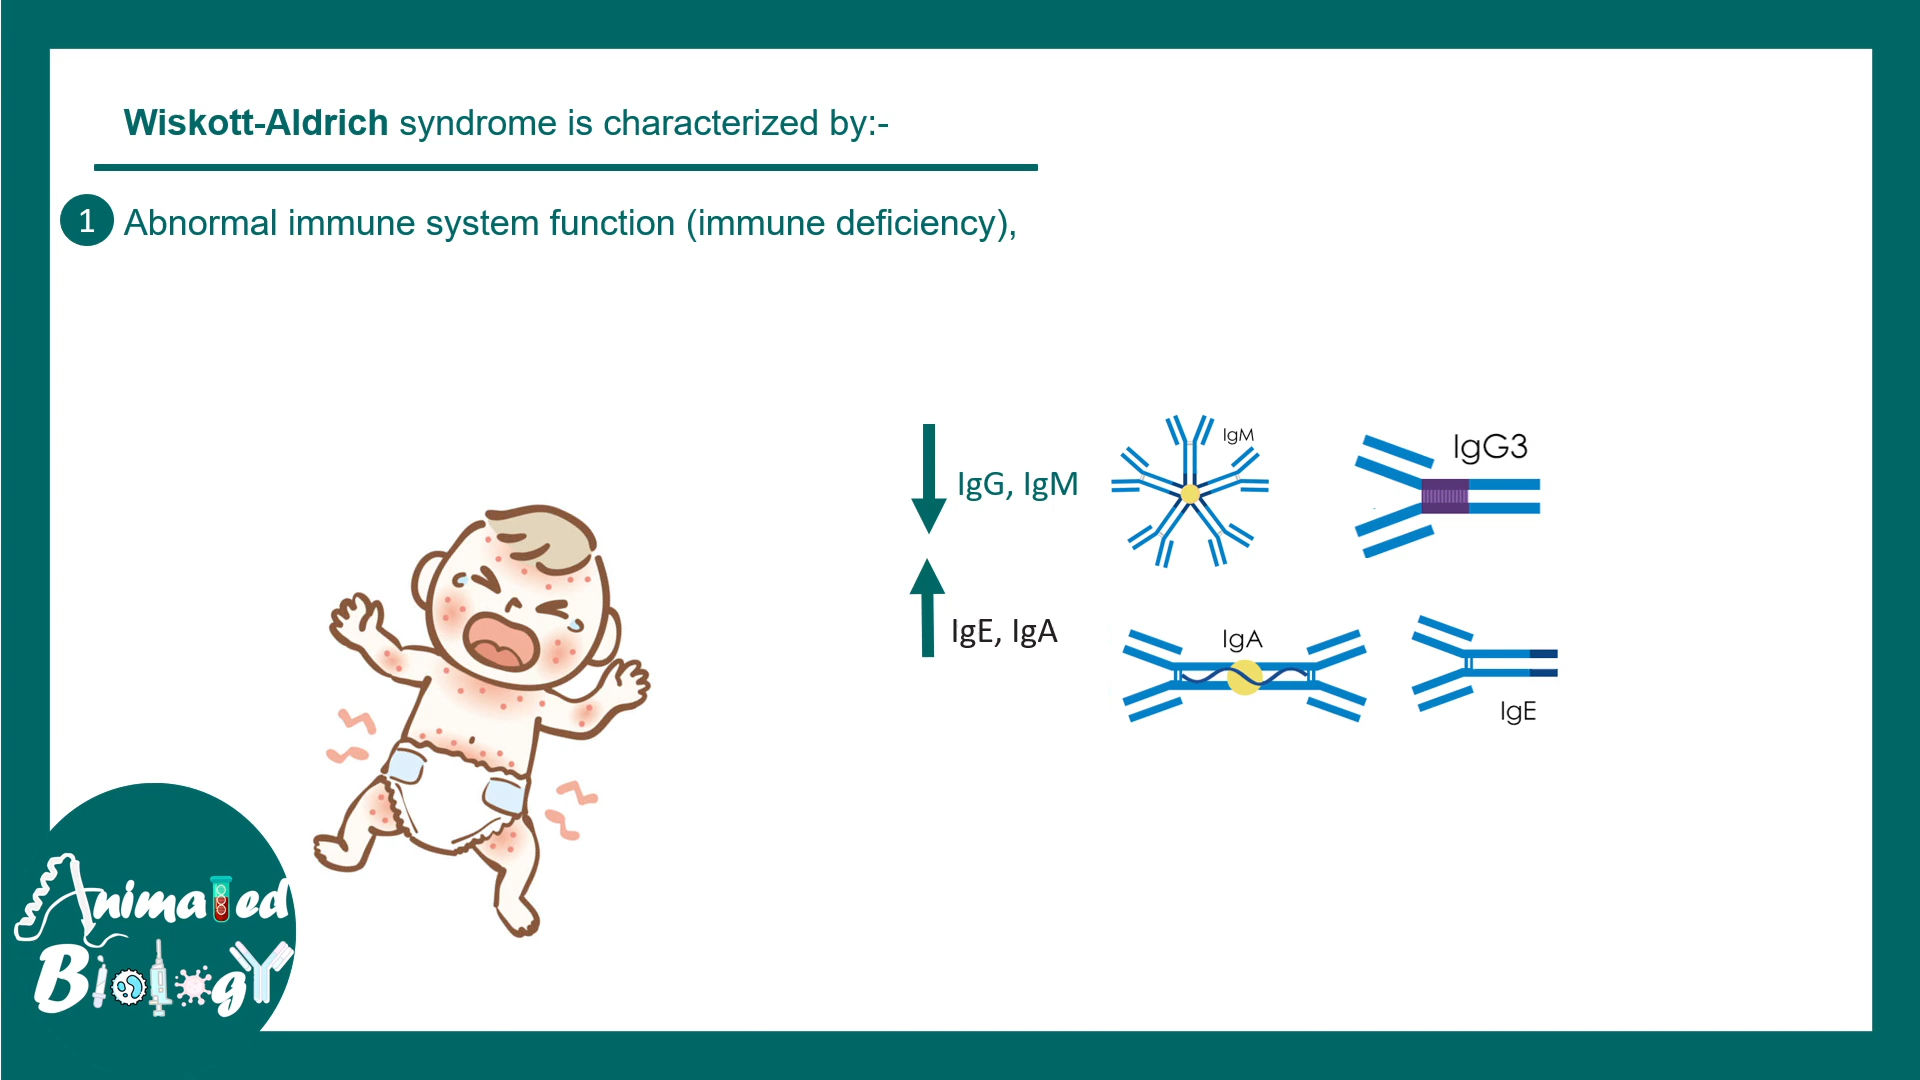 Wiskott-Aldrich syndrome is characterized by:-
1 Abnormal immune system function (immune deficiency),
IgM
IgG3
IgG, IgM
IgE, IgA
IgA
IgE
Animated
Biology